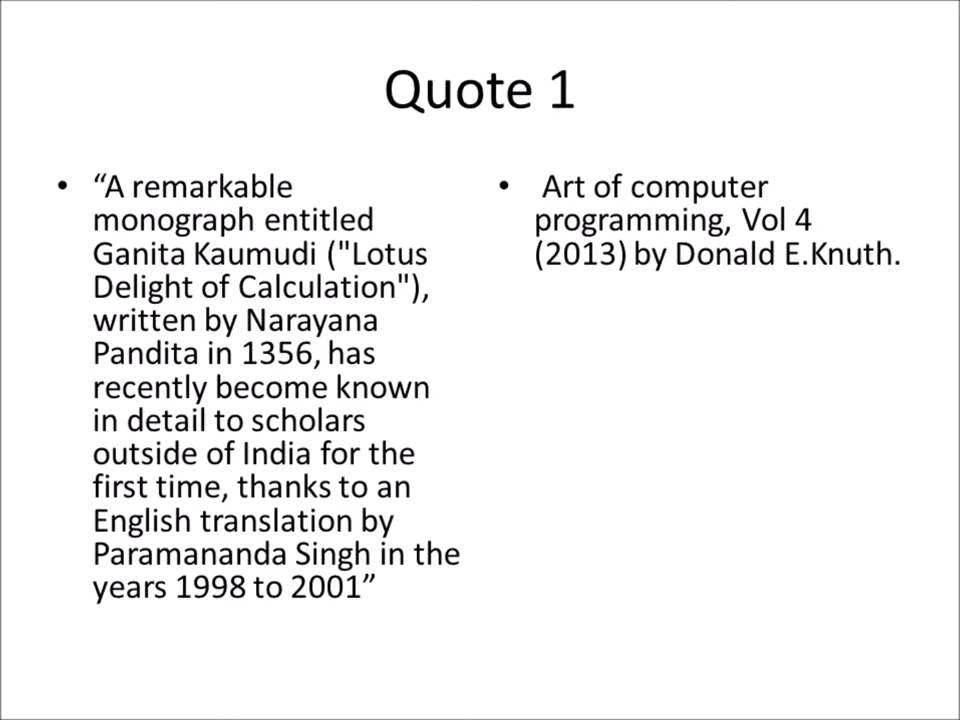 Quote 1
• “A remarkable
monograph entitled
Ganita Kaumudi ("Lotus
Delight of Calculation"),
written by Narayana
Pandita in 1356, has
recently become known
in detail to scholars
outside of India for the
first time, thanks to an
English translation by
Paramananda Singh in the
years 1998 to 2001”
• Art of computer
programming, Vol 4
(2013) by Donald E.Knuth.